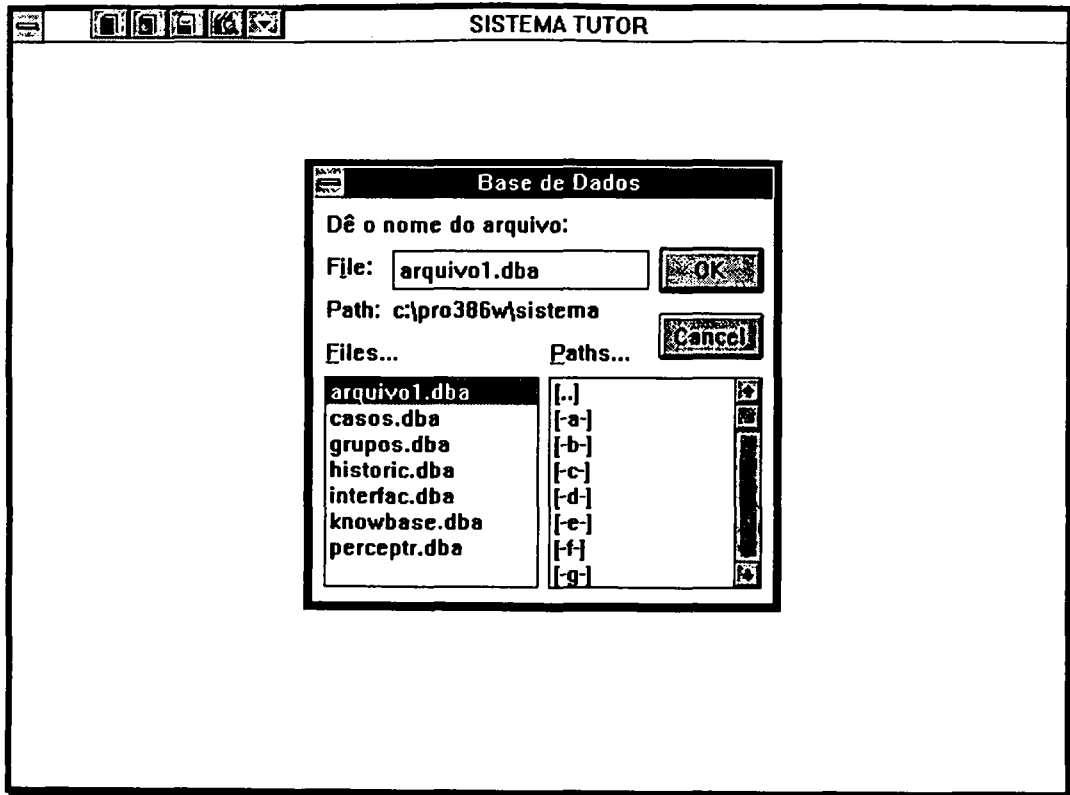 SISTEMA TUTOR
Base de Dados
Dê o nome do arquivo:
File: arquivo1.dba OK
Path: c:\pro386w\sistema
Cancel
Files... Paths...
arquivo1.dba [..]
casos.dba [-a-]
grupos.dba [-b-]
historic.dba [-c-]
interfac.dba [-d-]
knowbase.dba [-e-]
perceptr.dba [-f-]
[-g-]